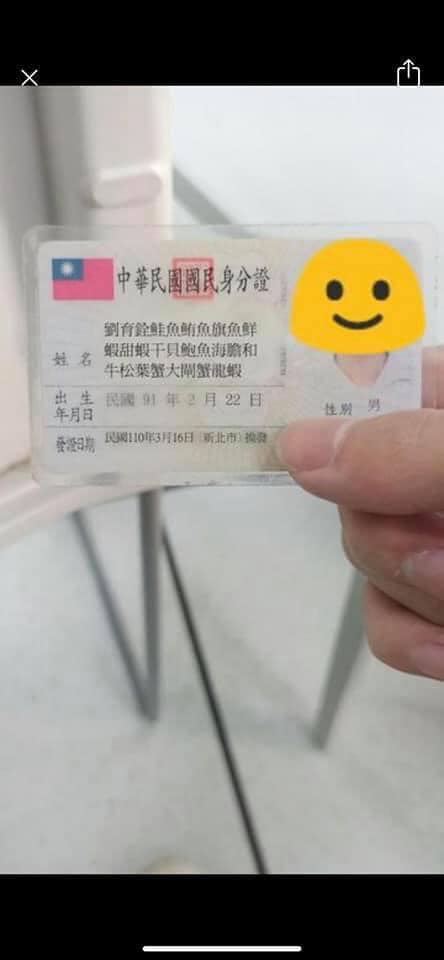 中華民國國民身分證
姓名 劉育銓鮭魚鮪魚旗魚鮮
蝦甜蝦干貝鮑魚海膽和
牛松葉蟹大閘蟹龍蝦
出生年月日 民國 91 年 2 月 22 日
性別 男
發證日期 民國110年3月16日 (新北市) 換發